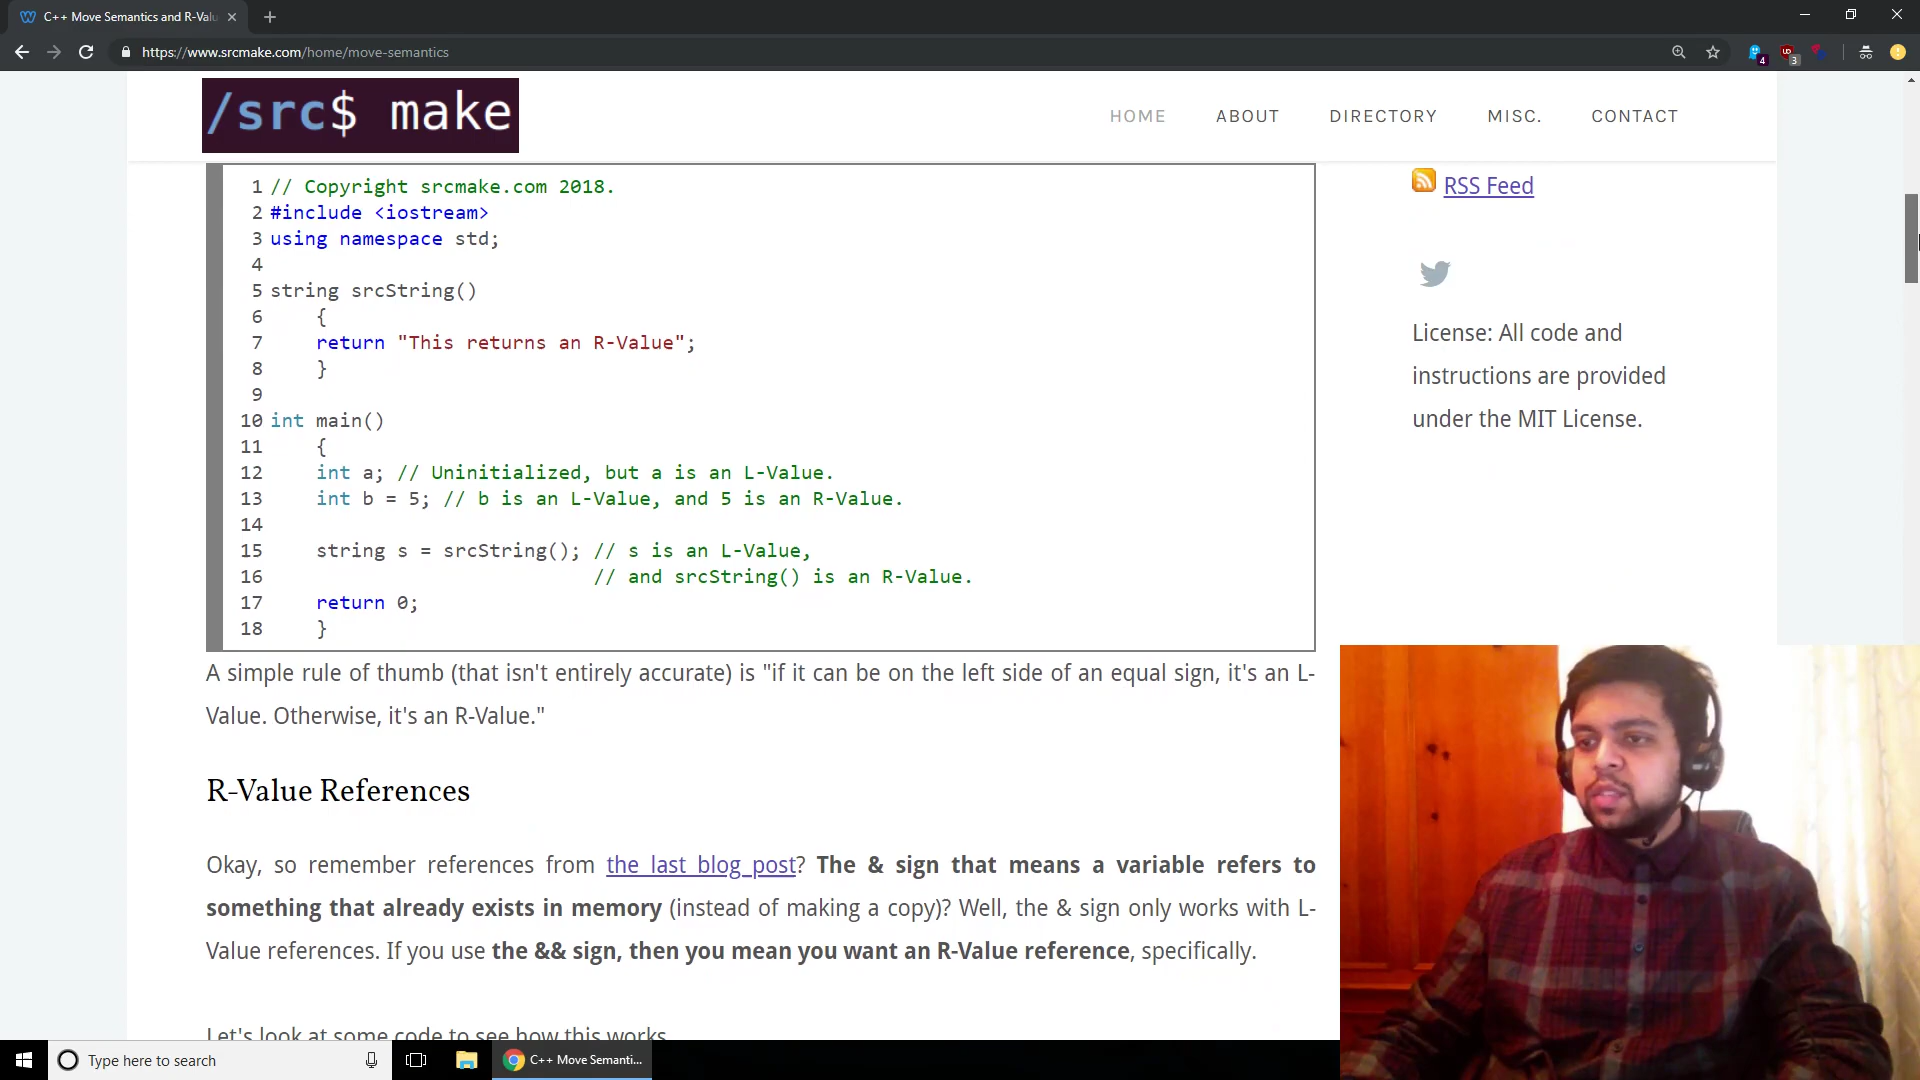 C++ Move Semantics and R-Valu
https://www.srcmake.com/home/move-semantics
4
UD
3
/src$ make
HOME
ABOUT
DIRECTORY
MISC.
CONTACT
1 // Copyright srcmake.com 2018.
2 #include <iostream>
3 using namespace std;
4
5 string srcString()
6 {
7 return "This returns an R-Value";
8 }
9
10 int main()
11 {
12 int a; // Uninitialized, but a is an L-Value.
13 int b = 5; // b is an L-Value, and 5 is an R-Value.
14
15 string s = srcString(); // s is an L-Value,
16 // and srcString() is an R-Value.
17 return 0;
18 }
RSS Feed
License: All code and
instructions are provided
under the MIT License.
A simple rule of thumb (that isn't entirely accurate) is "if it can be on the left side of an equal sign, it's an L-
Value. Otherwise, it's an R-Value."
R-Value References
Okay, so remember references from the last blog post? The & sign that means a variable refers to
something that already exists in memory (instead of making a copy)? Well, the & sign only works with L-
Value references. If you use the && sign, then you mean you want an R-Value reference, specifically.
Let's look at some code to see how this works
Type here to search
C++ Move Semanti...